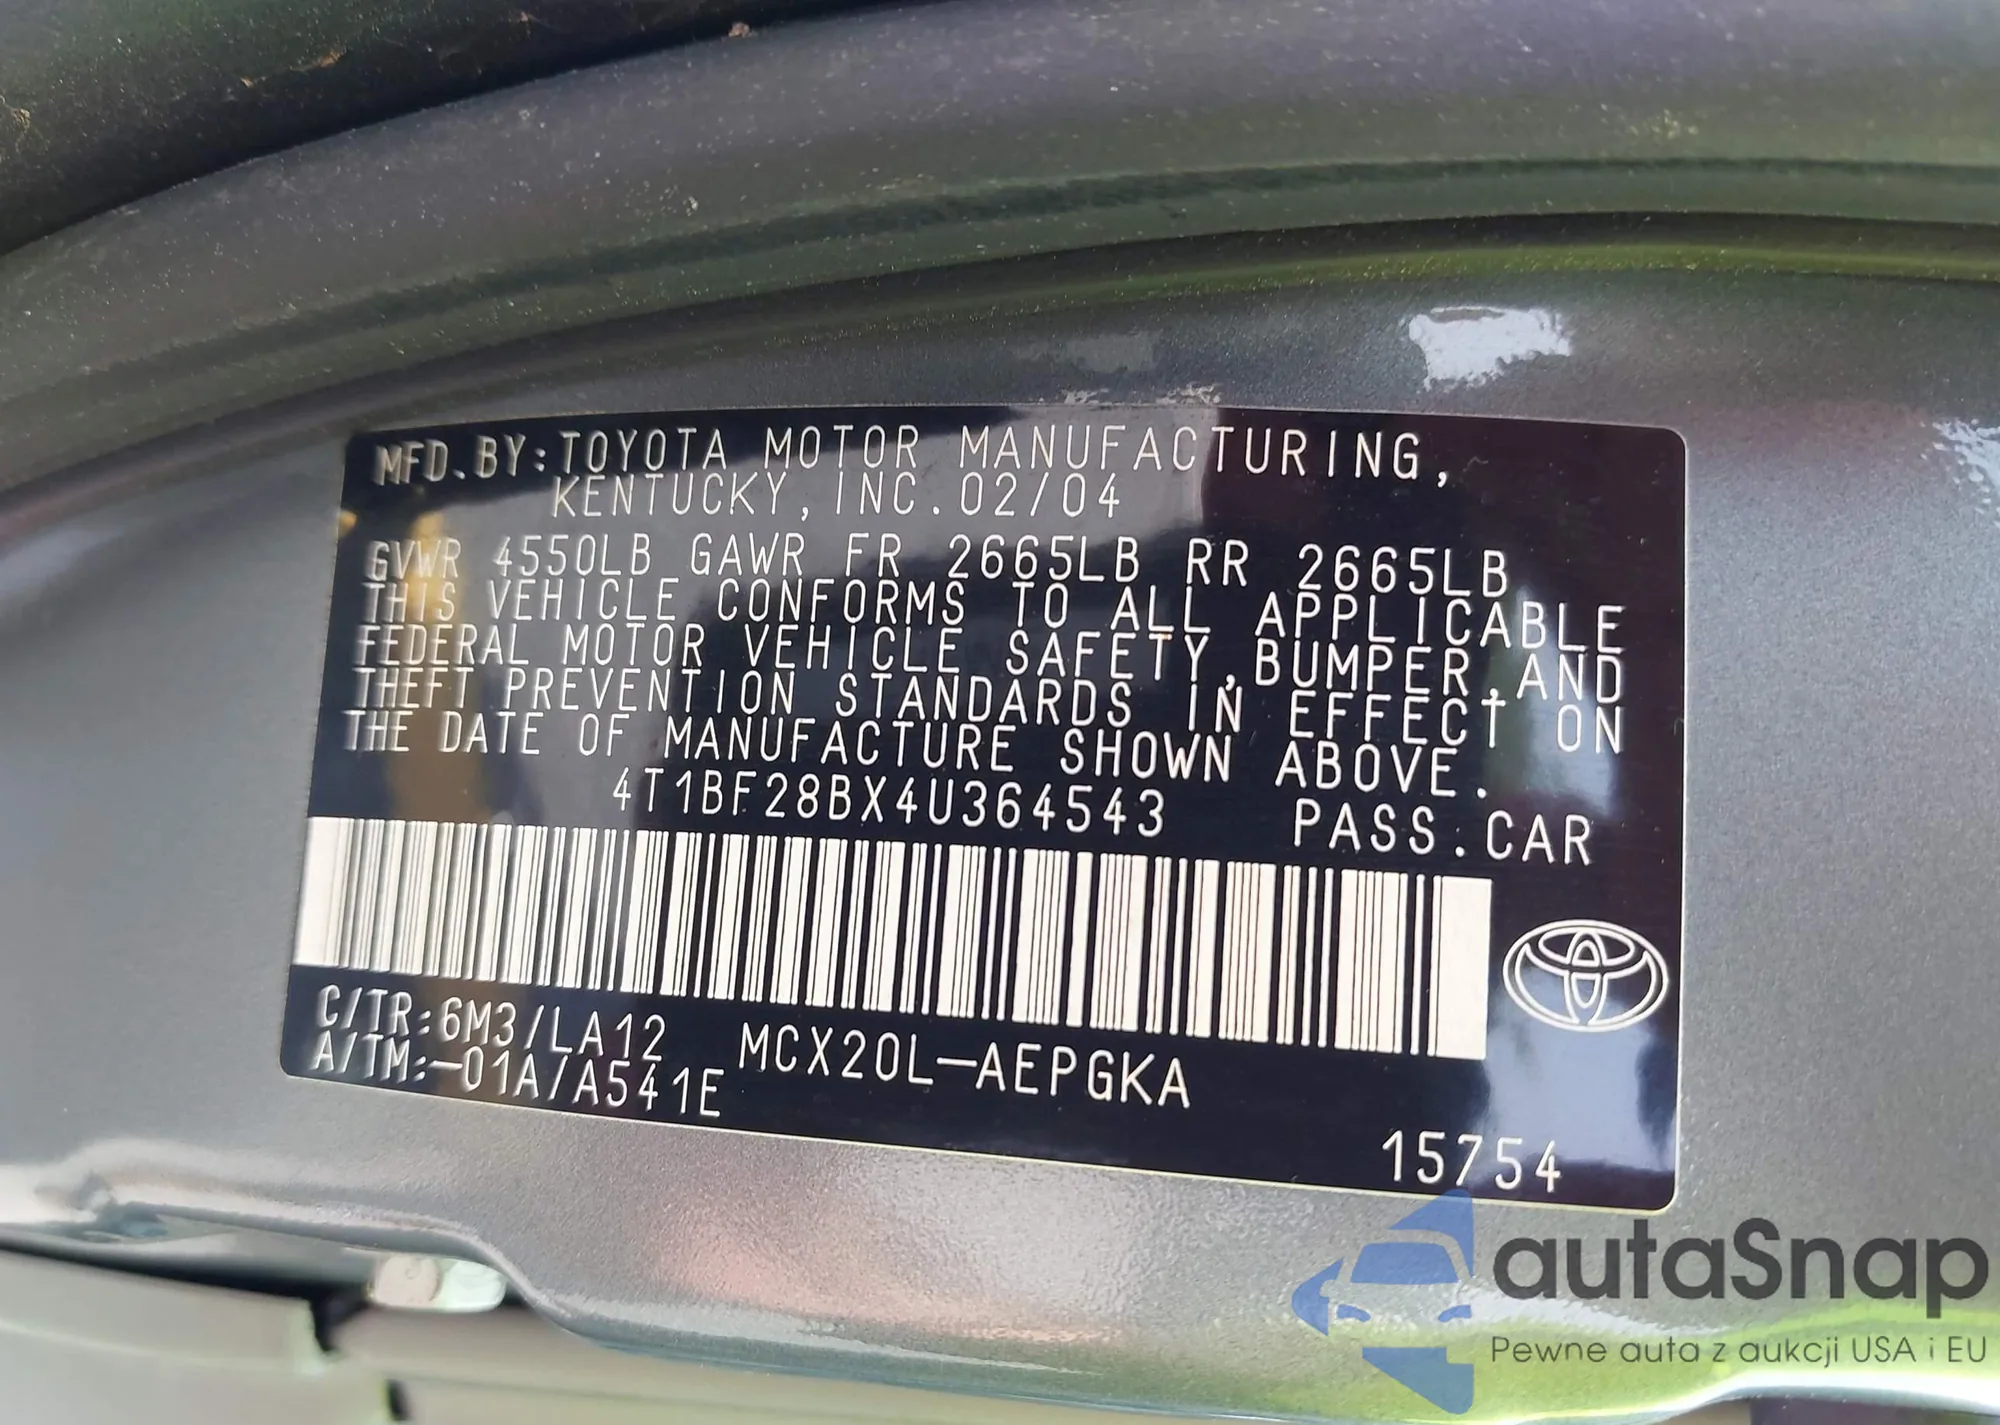 MFD.BY:TOYOTA MOTOR MANUFACTURING,
KENTUCKY,INC.02/04
GVWR 4550LB GAWR FR 2665LB RR 2665LB
THIS VEHICLE CONFORMS TO ALL APPLICABLE
FEDERAL MOTOR VEHICLE SAFETY,BUMPER,AND
THEFT PREVENTION STANDARDS IN EFFECT ON
THE DATE OF MANUFACTURE SHOWN ABOVE.
4T1BF28BX4U364543 PASS.CAR
C/TR:6M3/LA12 MCX20L-AEPGKA
A/TM:-01A/A541E
15754
autaSnap
Pewne auta z aukcji USA i EU